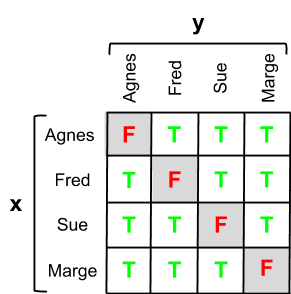 y
Agnes Fred Sue Marge
Agnes F T T T
Fred T F T T
x
Sue T T F T
Marge T T T F